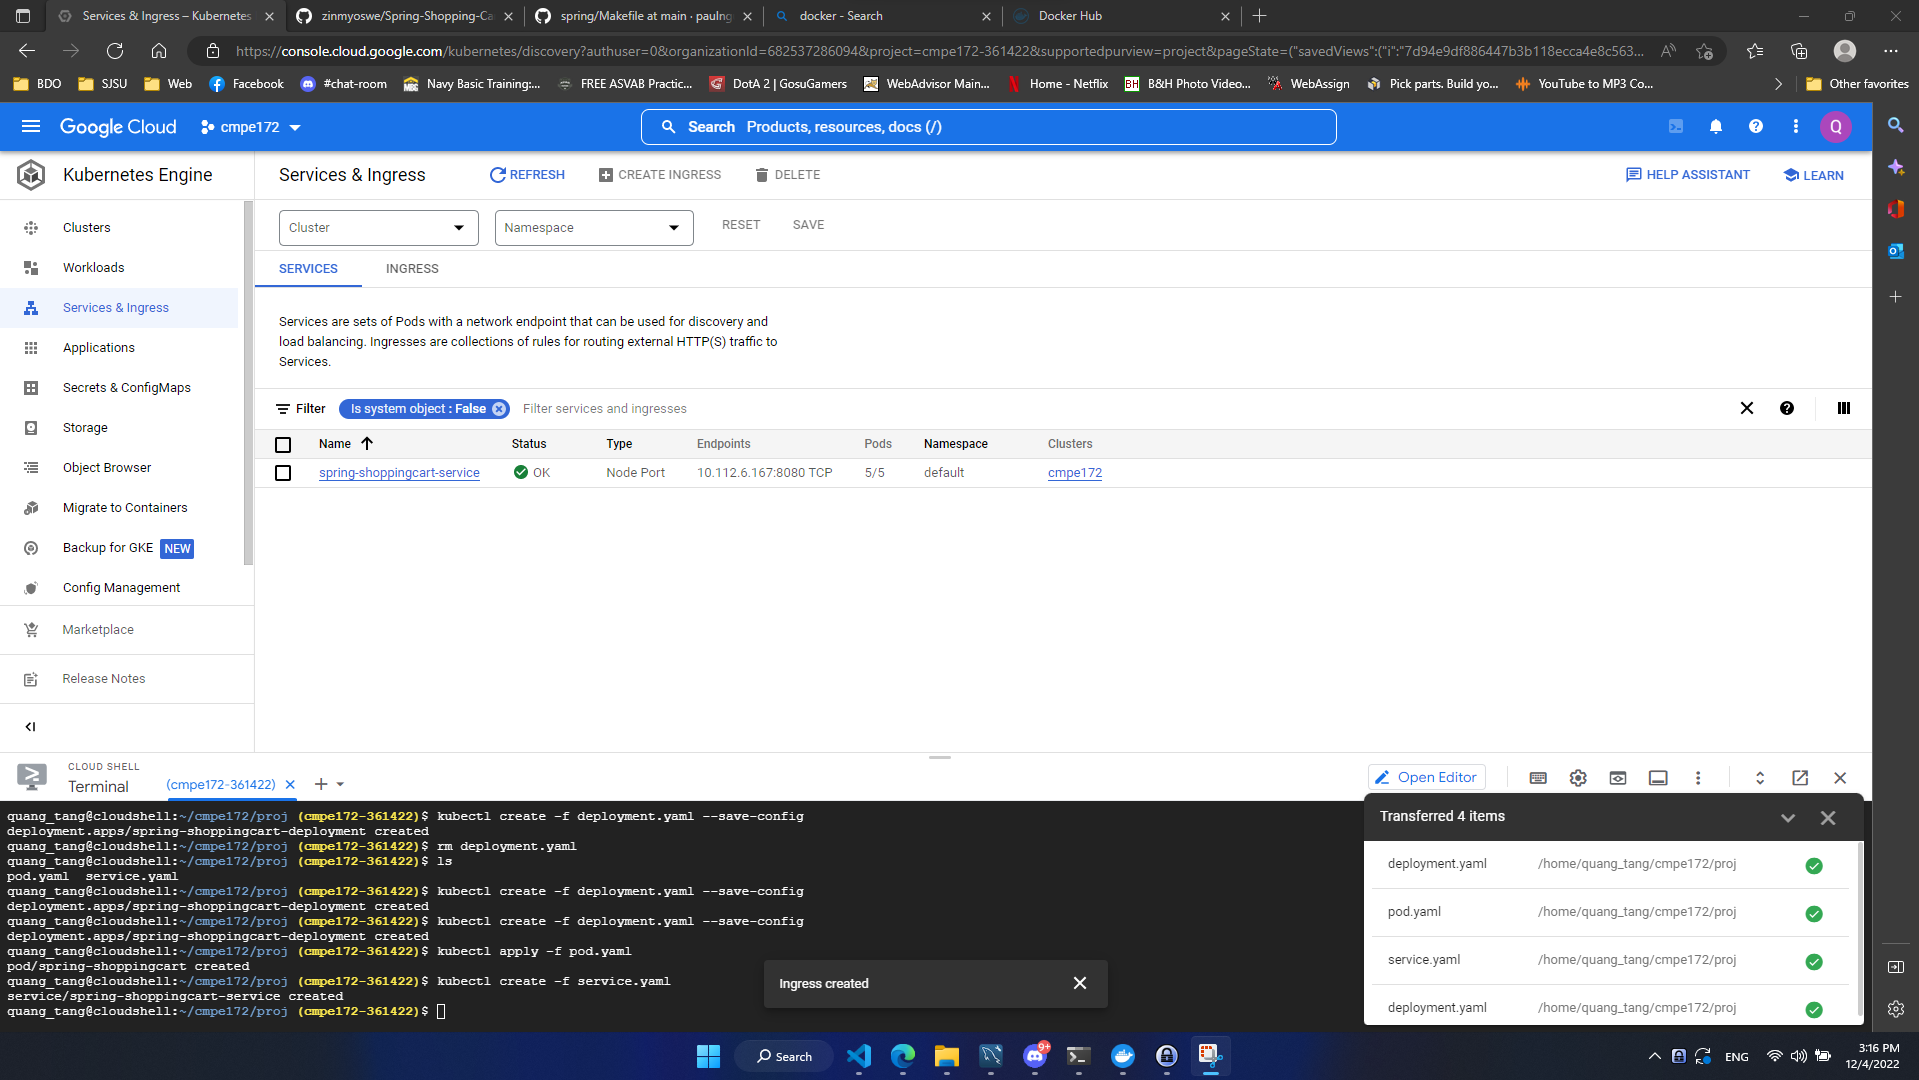 Services & Ingress – Kubernetes
zinmyoswe/Spring-Shopping-Ca
spring/Makefile at main · paulng
docker - Search
Docker Hub
https://console.cloud.google.com/kubernetes/discovery?authuser=0&organizationId=682537286094&project=cmpe172-361422&supportedpurview=project&pageState=("savedViews":("i":"7d94e9df886447b3b118ecca4e8c563...
BDO
SJSU
Web
Facebook
#chat-room
Navy Basic Training:...
FREE ASVAB Practic...
DotA 2 | GosuGamers
WebAdvisor Main...
Home - Netflix
B&H Photo Video...
WebAssign
Pick parts. Build yo...
YouTube to MP3 Co...
Other favorites
Google Cloud
cmpe172
Search Products, resources, docs (/)
Q
Kubernetes Engine
Services & Ingress
REFRESH
CREATE INGRESS
DELETE
HELP ASSISTANT
LEARN
Clusters
Workloads
Services & Ingress
Applications
Secrets & ConfigMaps
Storage
Object Browser
Migrate to Containers
Backup for GKE NEW
Config Management
Marketplace
Release Notes
Cluster
Namespace
RESET
SAVE
SERVICES
INGRESS
Services are sets of Pods with a network endpoint that can be used for discovery and
load balancing. Ingresses are collections of rules for routing external HTTP(S) traffic to
Services.
Filter
Is system object : False
Filter services and ingresses
Name Status Type Endpoints Pods Namespace Clusters
spring-shoppingcart-service OK Node Port 10.112.6.167:8080 TCP 5/5 default cmpe172
CLOUD SHELL
Terminal
(cmpe172-361422)
Open Editor
quang_tang@cloudshell:~/cmpe172/proj (cmpe172-361422)$ kubectl create -f deployment.yaml --save-config
deployment.apps/spring-shoppingcart-deployment created
quang_tang@cloudshell:~/cmpe172/proj (cmpe172-361422)$ rm deployment.yaml
quang_tang@cloudshell:~/cmpe172/proj (cmpe172-361422)$ ls
pod.yaml  service.yaml
quang_tang@cloudshell:~/cmpe172/proj (cmpe172-361422)$ kubectl create -f deployment.yaml --save-config
deployment.apps/spring-shoppingcart-deployment created
quang_tang@cloudshell:~/cmpe172/proj (cmpe172-361422)$ kubectl create -f deployment.yaml --save-config
deployment.apps/spring-shoppingcart-deployment created
quang_tang@cloudshell:~/cmpe172/proj (cmpe172-361422)$ kubectl apply -f pod.yaml
pod/spring-shoppingcart created
quang_tang@cloudshell:~/cmpe172/proj (cmpe172-361422)$ kubectl create -f service.yaml
service/spring-shoppingcart-service created
quang_tang@cloudshell:~/cmpe172/proj (cmpe172-361422)$
Ingress created
Transferred 4 items
deployment.yaml /home/quang_tang/cmpe172/proj
pod.yaml /home/quang_tang/cmpe172/proj
service.yaml /home/quang_tang/cmpe172/proj
deployment.yaml /home/quang_tang/cmpe172/proj
Search
9+
ENG
3:16 PM
12/4/2022